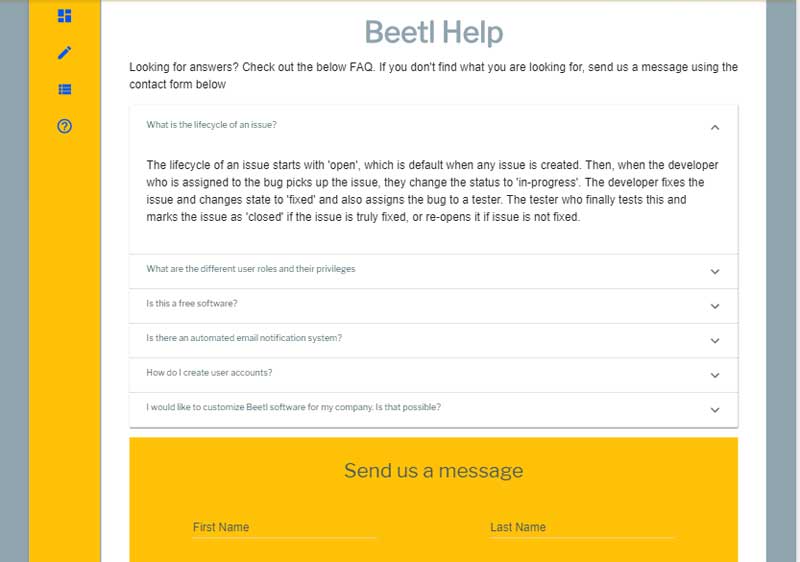 Beetl Help
Looking for answers? Check out the below FAQ. If you don't find what you are looking for, send us a message using the
contact form below
What is the lifecycle of an issue?
The lifecycle of an issue starts with 'open', which is default when any issue is created. Then, when the developer
who is assigned to the bug picks up the issue, they change the status to 'in-progress'. The developer fixes the
issue and changes state to 'fixed' and also assigns the bug to a tester. The tester who finally tests this and
marks the issue as 'closed' if the issue is truly fixed, or re-opens it if issue is not fixed.
What are the different user roles and their privileges
Is this a free software?
Is there an automated email notification system?
How do I create user accounts?
I would like to customize Beetl software for my company. Is that possible?
Send us a message
First Name
Last Name